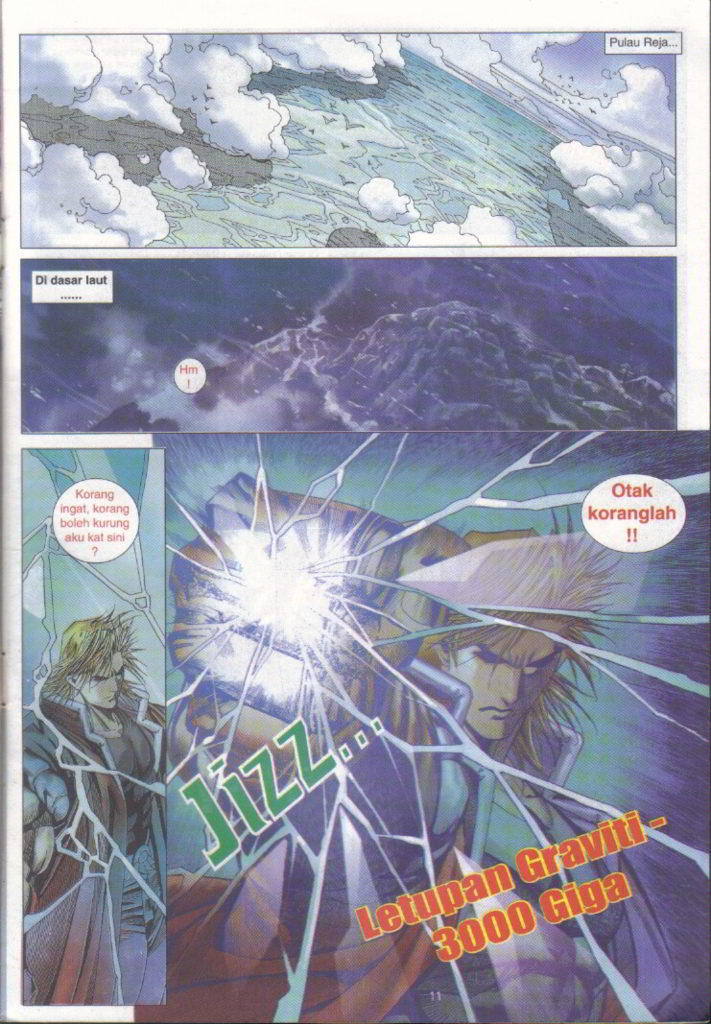 Pulau Reja...
Di dasar laut
......
Hm
!
Korang
ingat, korang
boleh kurung
aku kat sini
?
Otak
koranglah
!!
Jizz...
Letupan Graviti -
3000 Giga
11